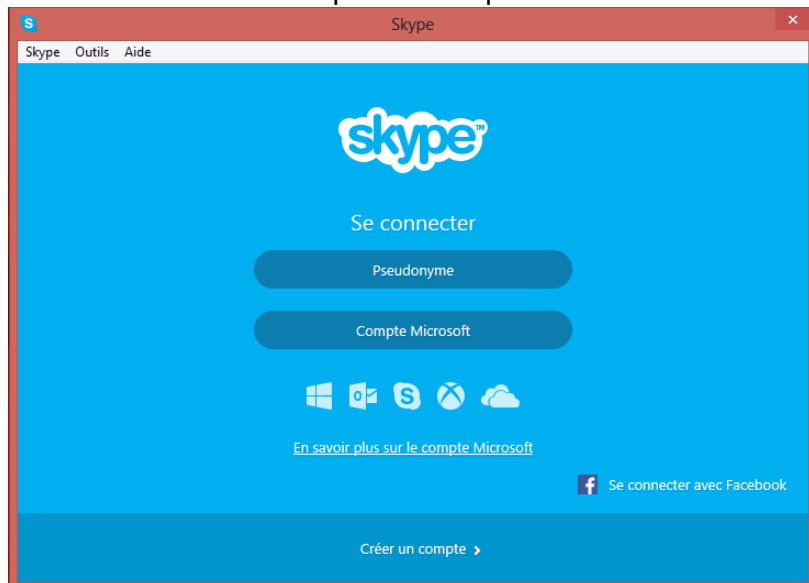 Skype
Skype Outils Aide
skype™
Se connecter
Pseudonyme
Compte Microsoft
En savoir plus sur le compte Microsoft
Se connecter avec Facebook
Créer un compte